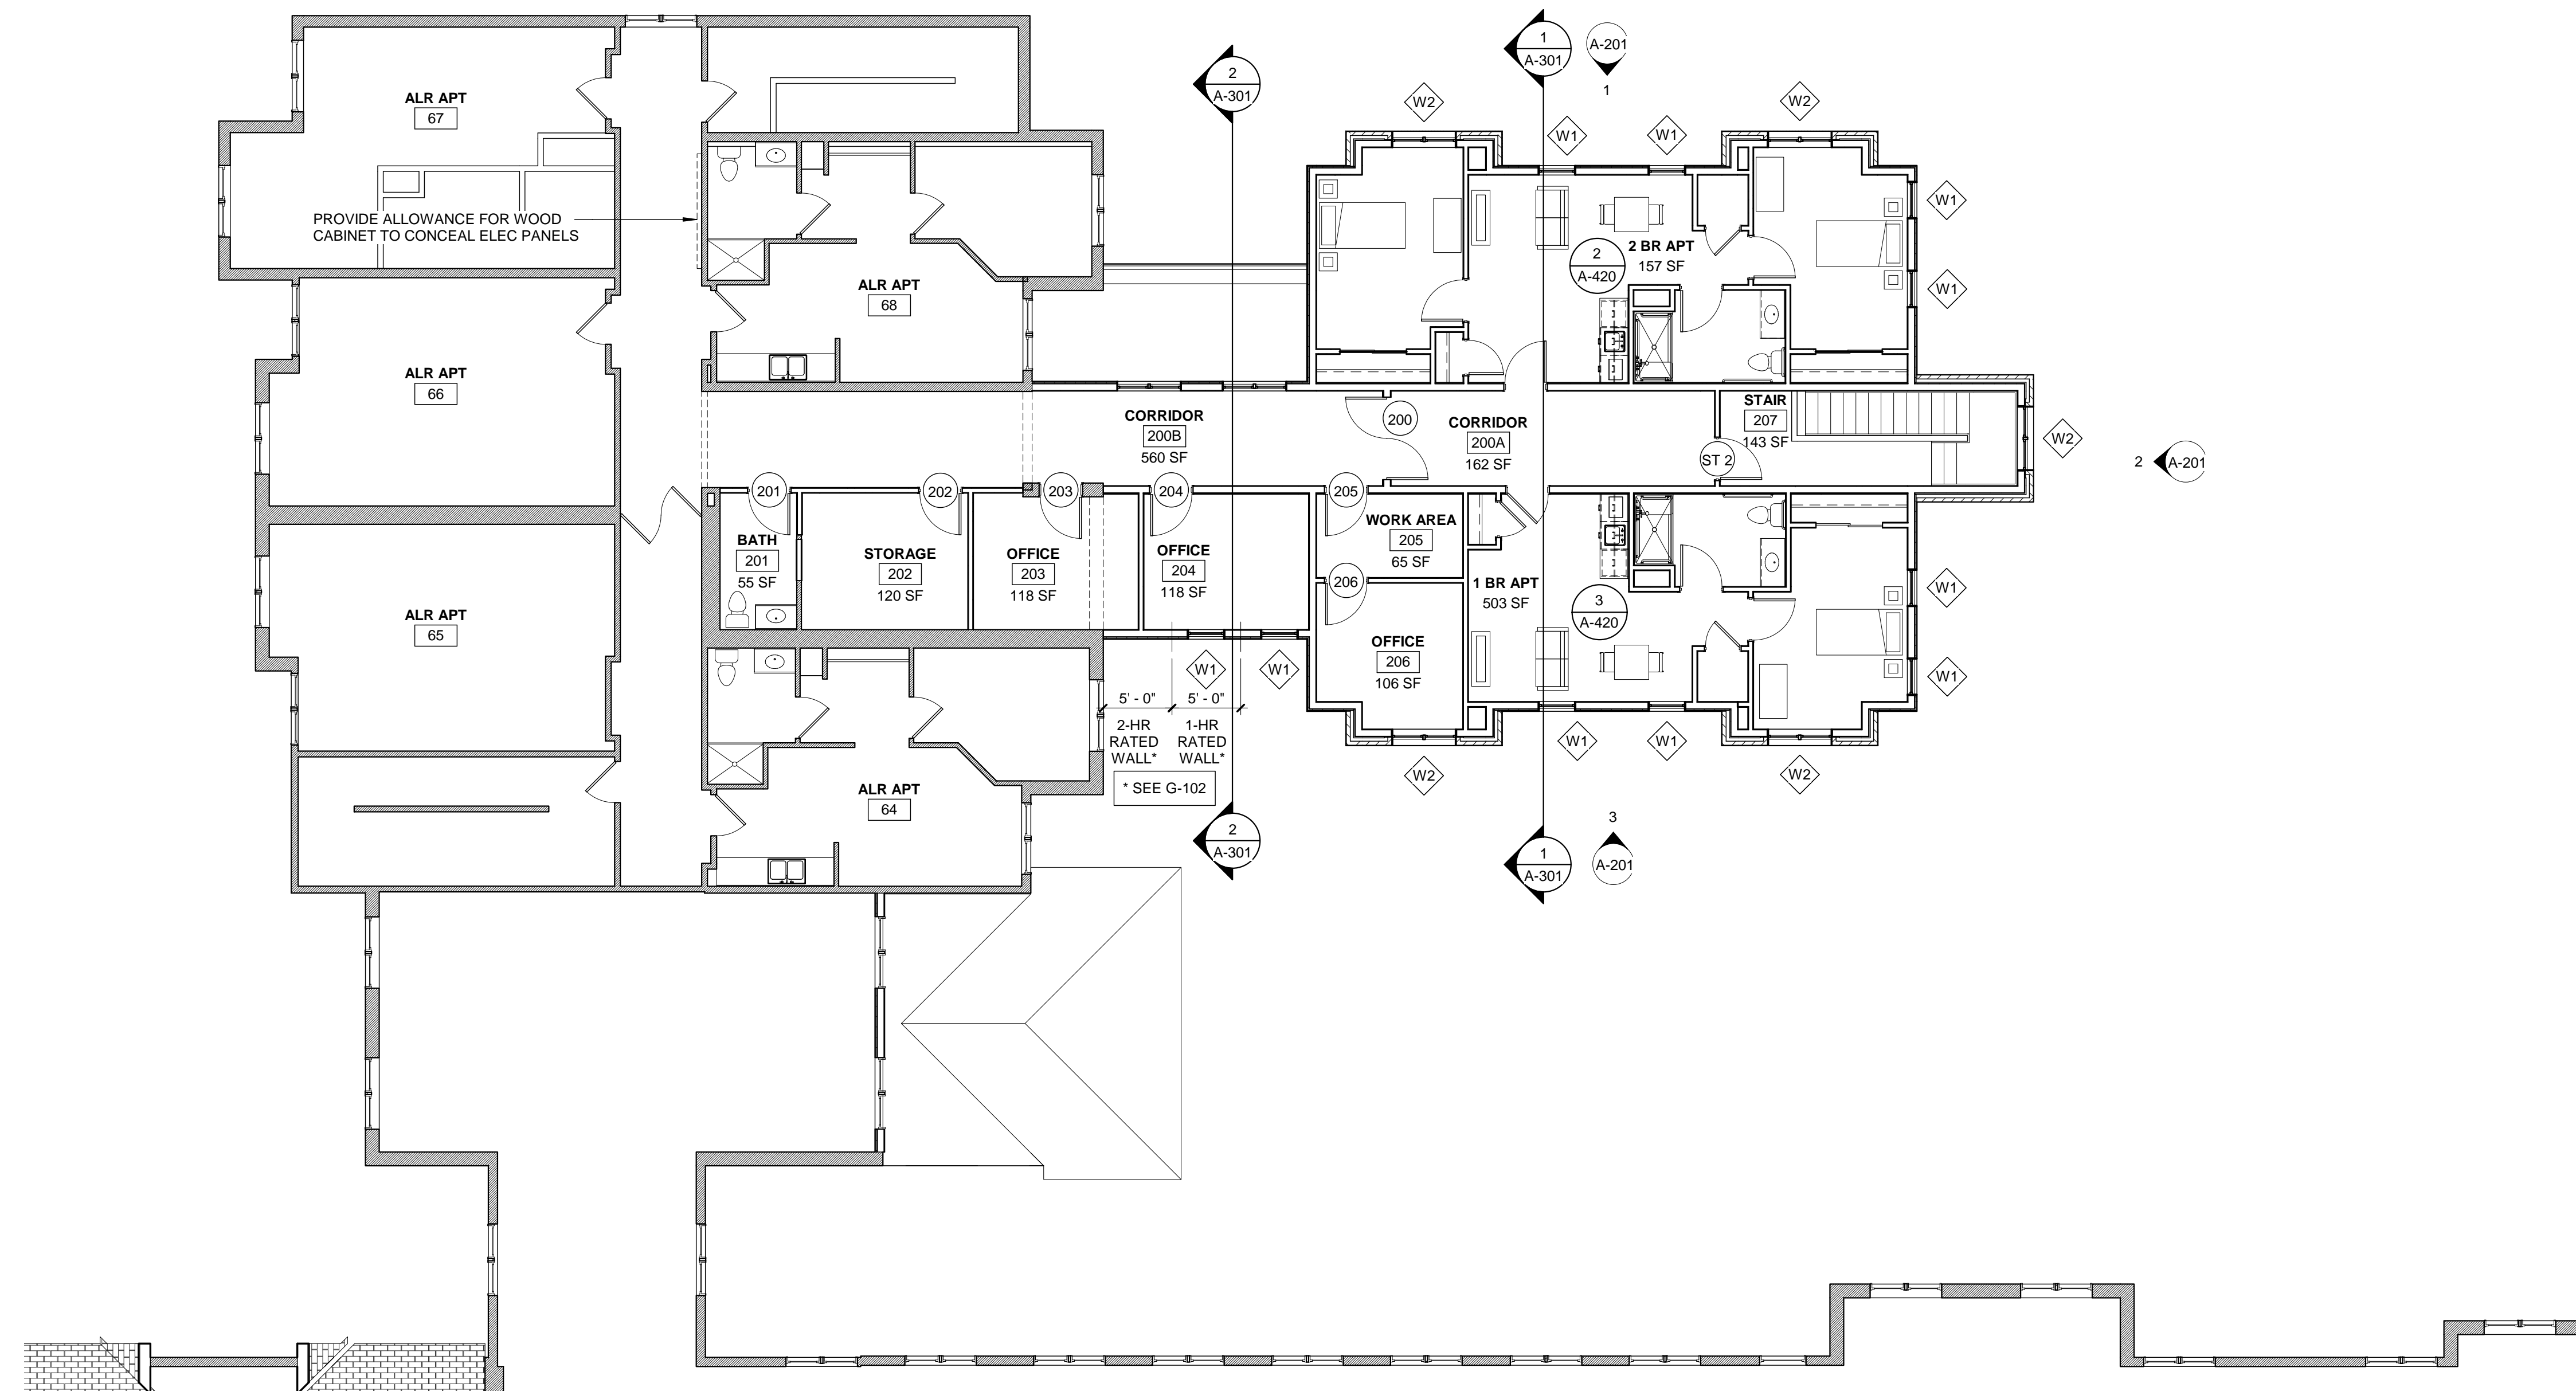 1
A-301
A-201
1
2
A-301
W2
W1
W1
W2
ALR APT
67
PROVIDE ALLOWANCE FOR WOOD
CABINET TO CONCEAL ELEC PANELS
W1
W1
2
A-420
2 BR APT
157 SF
ALR APT
68
ALR APT
66
CORRIDOR
200B
560 SF
200
CORRIDOR
200A
162 SF
STAIR
207
143 SF
ST 2
W2
2
A-201
201
202
203
204
205
BATH
201
55 SF
STORAGE
202
120 SF
OFFICE
203
118 SF
OFFICE
204
118 SF
WORK AREA
205
65 SF
206
1 BR APT
503 SF
3
A-420
W1
W1
ALR APT
65
OFFICE
206
106 SF
W1
W1
5' - 0"
5' - 0"
2-HR
RATED
WALL*
1-HR
RATED
WALL*
* SEE G-102
W1
W1
W2
W2
ALR APT
64
2
A-301
1
A-301
3
A-201